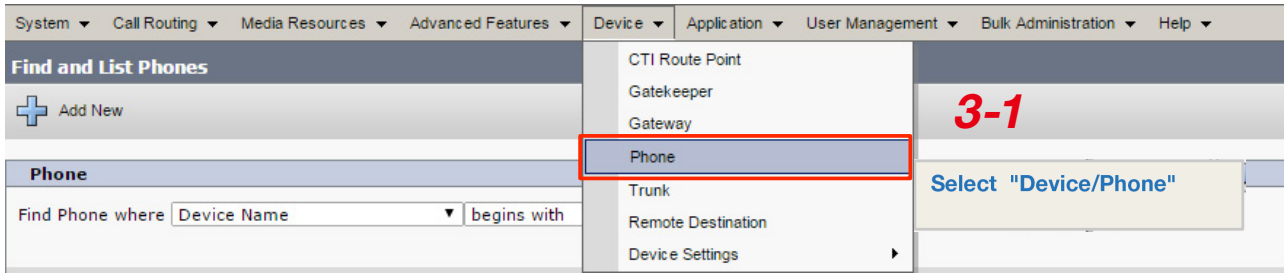 System Call Routing Media Resources Advanced Features Device Application User Management Bulk Administration Help
Find and List Phones
Add New
Phone
Find Phone where Device Name begins with
CTI Route Point
Gatekeeper
Gateway
Phone
Trunk
Remote Destination
Device Settings
3-1
Select "Device/Phone"